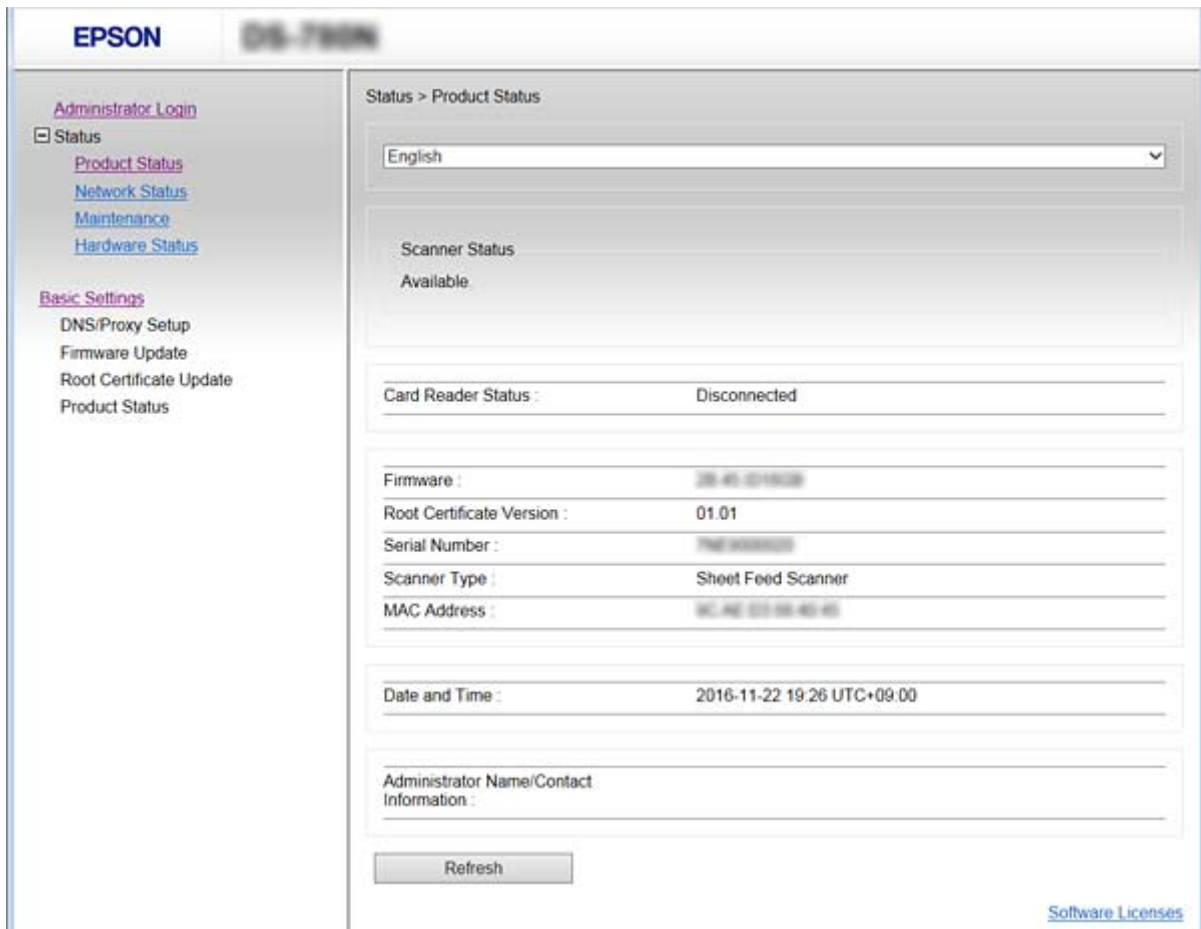 EPSON
Administrator Login
Status
Product Status
Network Status
Maintenance
Hardware Status
Basic Settings
DNS/Proxy Setup
Firmware Update
Root Certificate Update
Product Status
Status > Product Status
English
Scanner Status
Available.
Card Reader Status : Disconnected
Firmware :
Root Certificate Version : 01.01
Serial Number :
Scanner Type : Sheet Feed Scanner
MAC Address :
Date and Time : 2016-11-22 19:26 UTC+09:00
Administrator Name/Contact
Information :
Refresh
Software Licenses